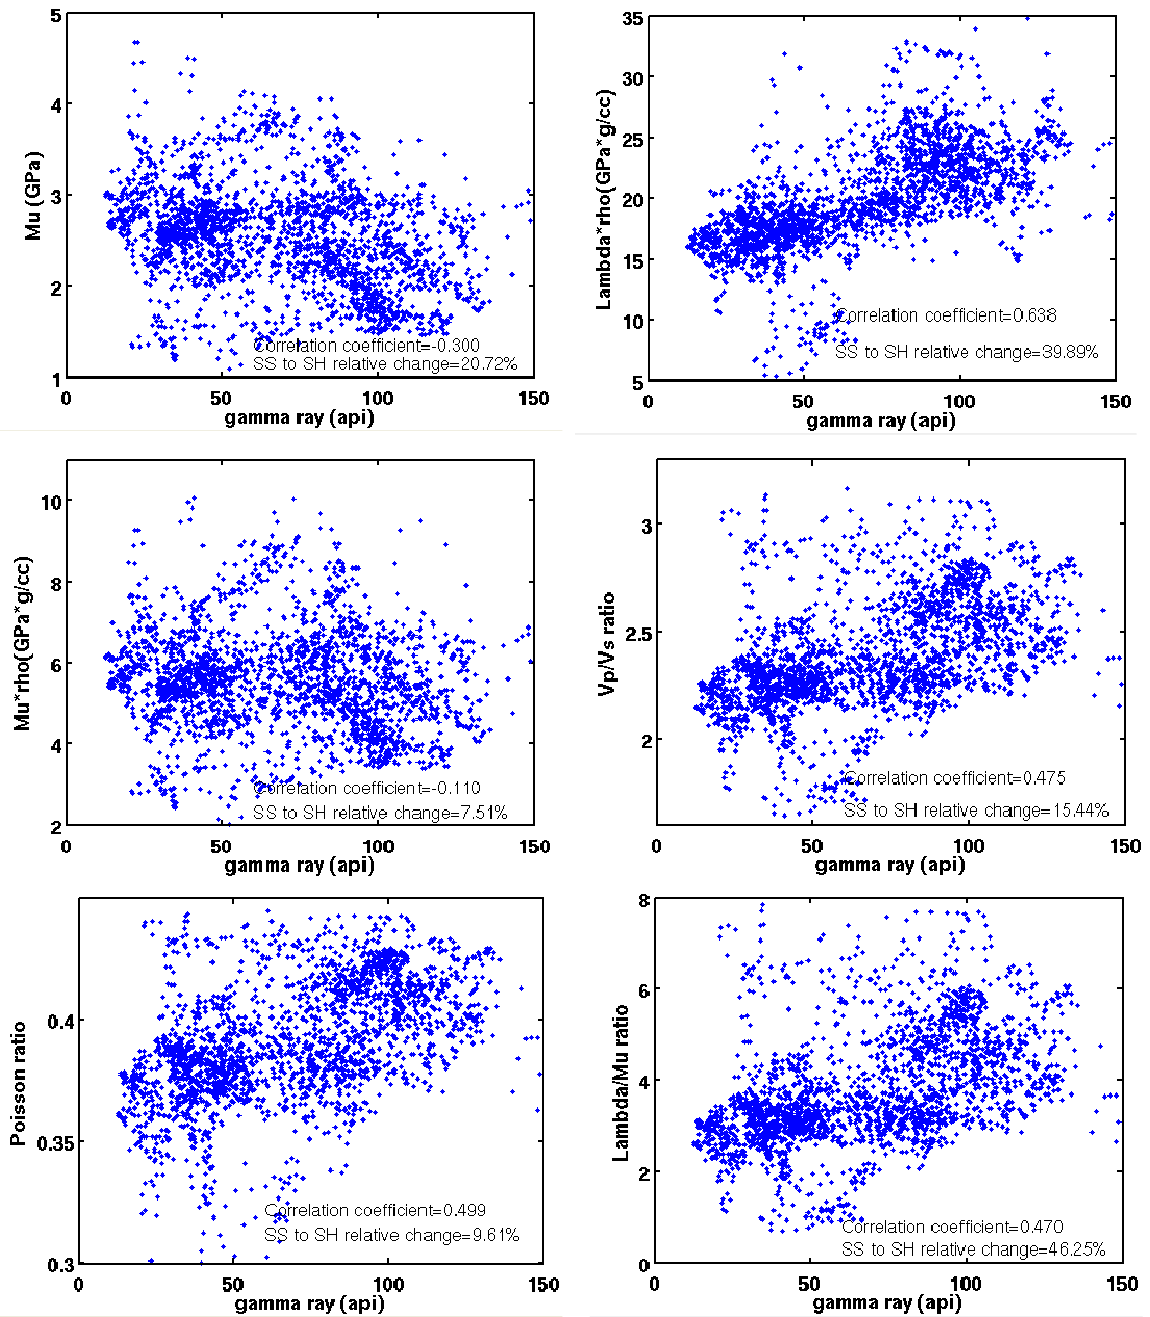 5
4
3
2
1
Mu (GPa)
Correlation coefficient=-0.300
SS to SH relative change=20.72%
0
50
100
150
gamma ray (api)
35
30
25
20
15
10
5
Lambda*rho(GPa*g/cc)
Correlation coefficient=0.638
SS to SH relative change=39.89%
0
50
100
150
gamma ray (api)
10
8
6
4
2
Mu*rho(GPa*g/cc)
Correlation coefficient=-0.110
SS to SH relative change=7.51%
0
50
100
150
gamma ray (api)
3
2.5
2
Vp/Vs ratio
Correlation coefficient=0.475
SS to SH relative change=15.44%
0
50
100
150
gamma ray (api)
0.4
0.35
0.3
Poisson ratio
Correlation coefficient=0.499
SS to SH relative change=9.61%
0
50
100
150
gamma ray (api)
8
6
4
2
0
Lambda/Mu ratio
Correlation coefficient=0.470
SS to SH relative change=46.25%
0
50
100
150
gamma ray (api)